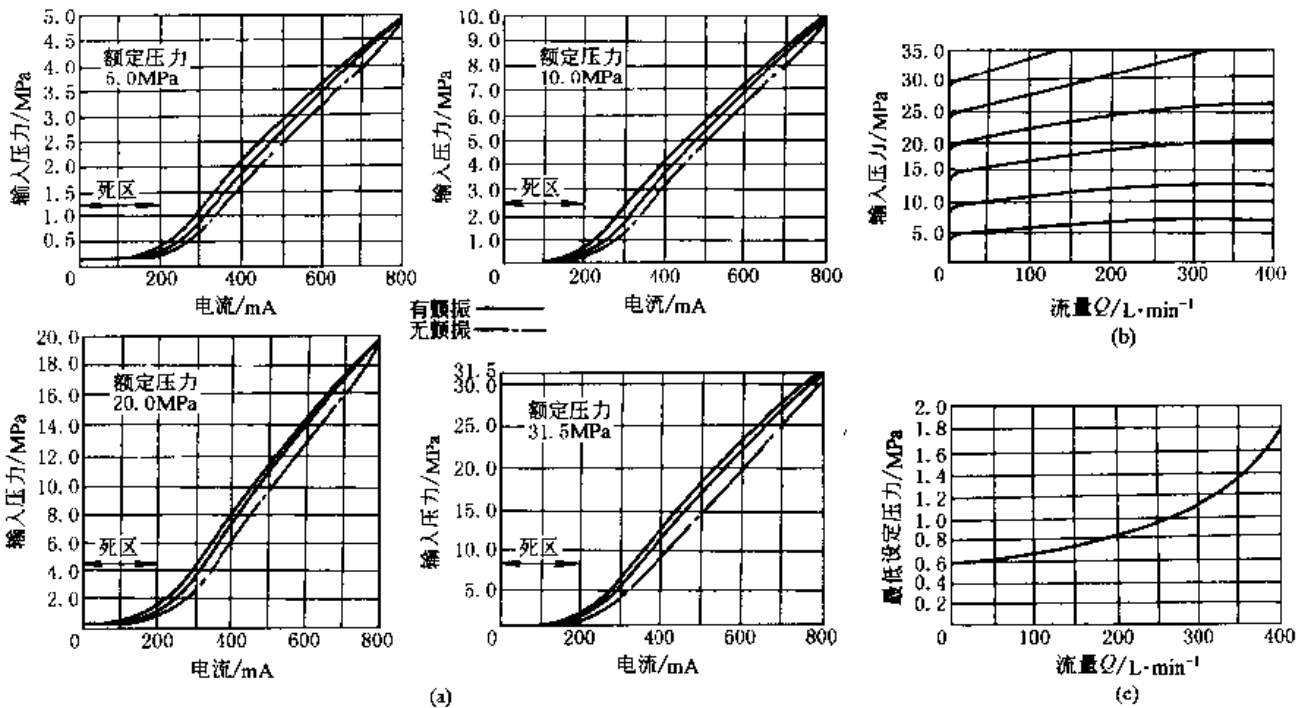 输入压力/MPa
5.0
4.5
4.0
3.5
3.0
2.5
2.0
1.5
1.0
0.5
额定压力
5.0MPa
死区
0 200 400 600 800
电流/mA
输入压力/MPa
10.0
9.0
8.0
7.0
6.0
5.0
4.0
3.0
2.0
1.0
额定压力
10.0MPa
死区
0 200 400 600 800
电流/mA
输入压力/MPa
35.0
30.0
25.0
20.0
15.0
10.0
5.0
0 100 200 300 400
流量Q/L·min⁻¹
(b)
有颤振
无颤振
输入压力/MPa
20.0
18.0
16.0
14.0
12.0
10.0
8.0
6.0
4.0
2.0
额定压力
20.0MPa
死区
0 200 400 600 800
电流/mA
输入压力/MPa
31.5
30.0
25.0
20.0
15.0
10.0
5.0
额定压力
31.5MPa
死区
0 200 400 600 800
电流/mA
(a)
最低设定压力/MPa
2.0
1.8
1.6
1.4
1.2
1.0
0.8
0.6
0.4
0.2
0 100 200 300 400
流量Q/L·min⁻¹
(c)